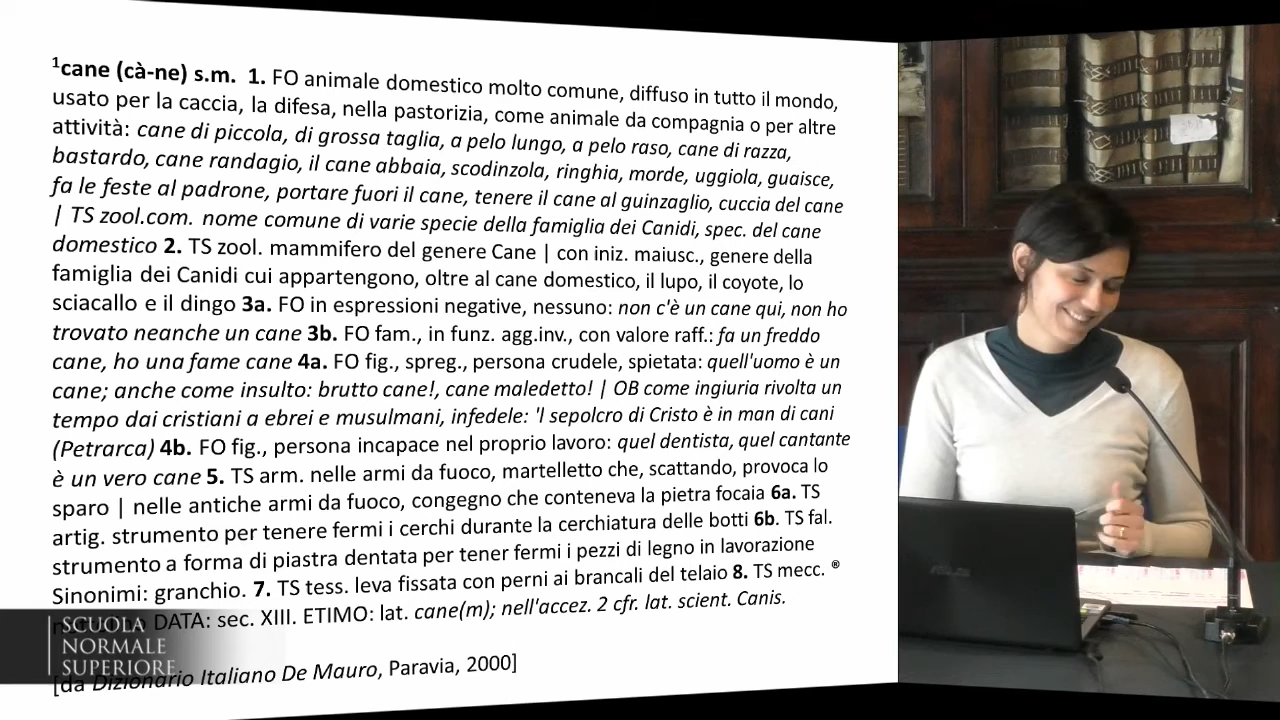 ¹cane (cà-ne) s.m. 1. FO animale domestico molto comune, diffuso in tutto il mondo,
usato per la caccia, la difesa, nella pastorizia, come animale da compagnia o per altre
attività: cane di piccola, di grossa taglia, a pelo lungo, a pelo raso, cane di razza,
bastardo, cane randagio, il cane abbaia, scodinzola, ringhia, morde, uggiola, guaisce,
fa le feste al padrone, portare fuori il cane, tenere il cane al guinzaglio, cuccia del cane
| TS zool.com. nome comune di varie specie della famiglia dei Canidi, spec. del cane
domestico 2. TS zool. mammifero del genere Cane | con iniz. maiusc., genere della
famiglia dei Canidi cui appartengono, oltre al cane domestico, il lupo, il coyote, lo
sciacallo e il dingo 3a. FO in espressioni negative, nessuno: non c'è un cane qui, non ho
trovato neanche un cane 3b. FO fam., in funz. agg.inv., con valore raff.: fa un freddo
cane, ho una fame cane 4a. FO fig., spreg., persona crudele, spietata: quell'uomo è un
cane; anche come insulto: brutto cane!, cane maledetto! | OB come ingiuria rivolta un
tempo dai cristiani a ebrei e musulmani, infedele: 'l sepolcro di Cristo è in man di cani
(Petrarca) 4b. FO fig., persona incapace nel proprio lavoro: quel dentista, quel cantante
è un vero cane 5. TS arm. nelle armi da fuoco, martelletto che, scattando, provoca lo
sparo | nelle antiche armi da fuoco, congegno che conteneva la pietra focaia 6a. TS
artig. strumento per tenere fermi i cerchi durante la cerchiatura delle botti 6b. TS fal.
strumento a forma di piastra dentata per tener fermi i pezzi di legno in lavorazione
Sinonimi: granchio. 7. TS tess. leva fissata con perni ai brancali del telaio 8. TS mecc. ®
DATA: sec. XIII. ETIMO: lat. cane(m); nell'accez. 2 cfr. lat. scient. Canis.
[da Dizionario Italiano De Mauro, Paravia, 2000]
SCUOLA
NORMALE
SUPERIORE
ASUS